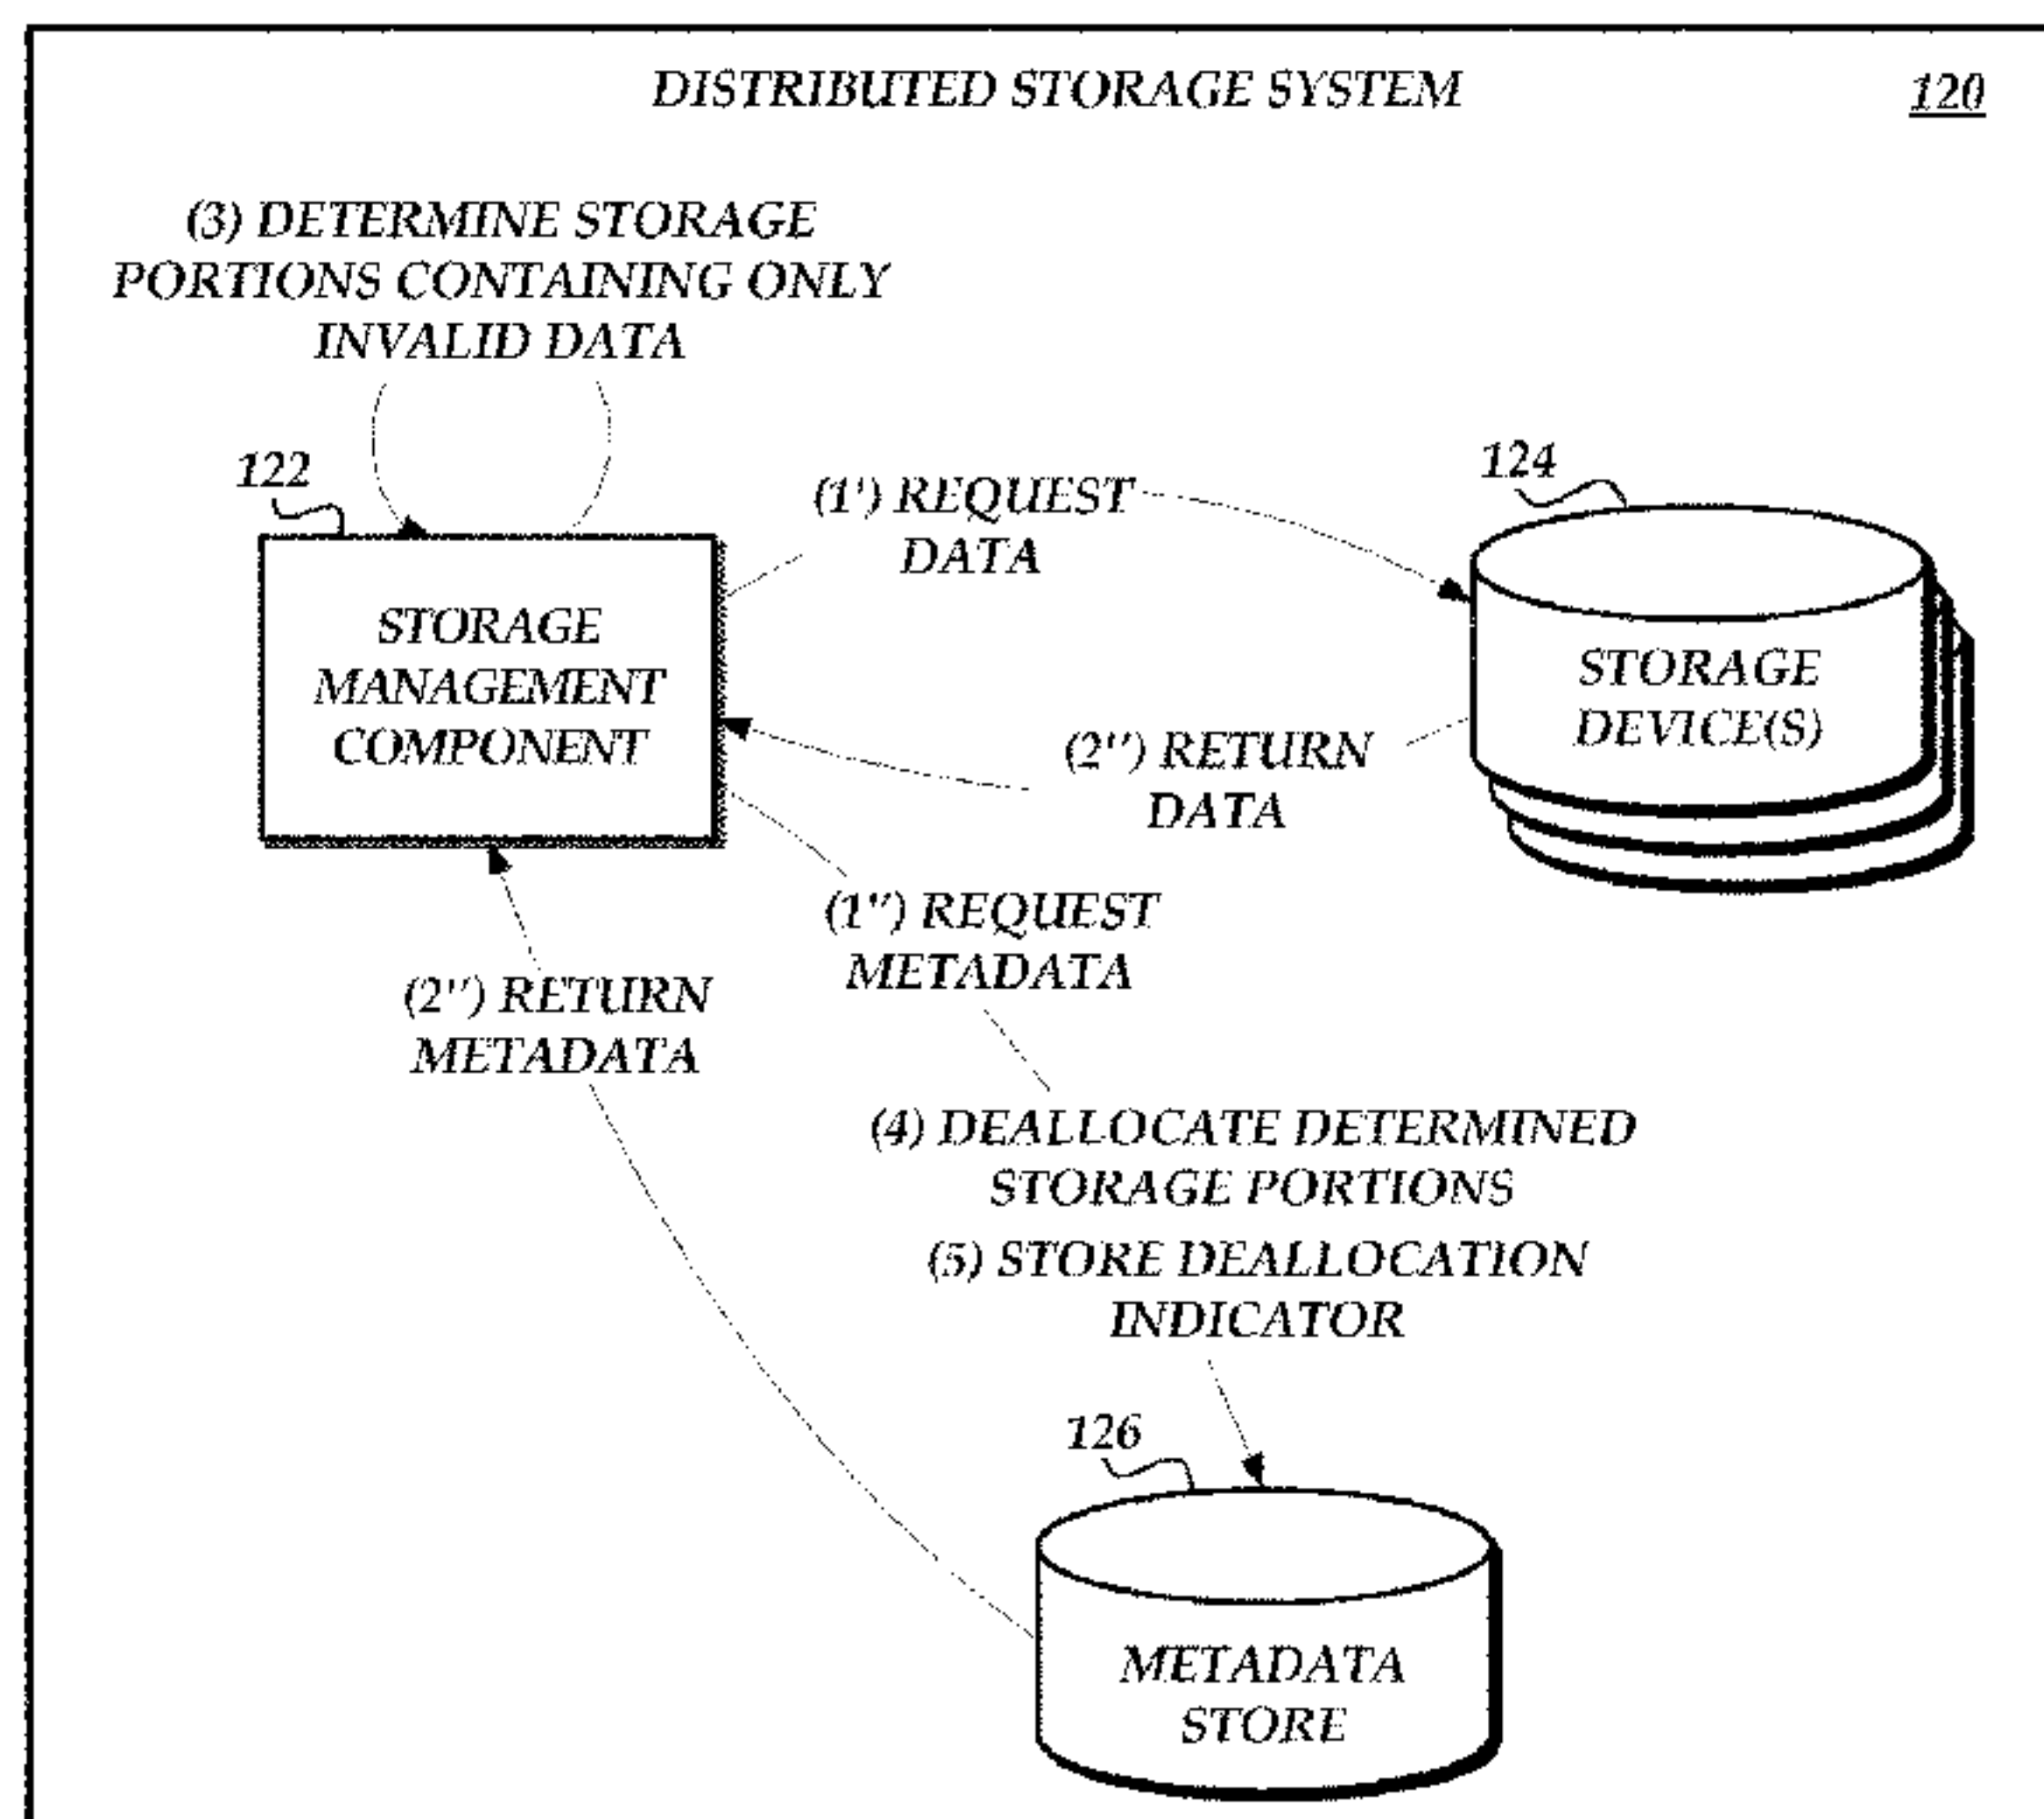 DISTRIBUTED STORAGE SYSTEM
120
(3) DETERMINE STORAGE
PORTIONS CONTAINING ONLY
INVALID DATA
122
(1') REQUEST
DATA
124
STORAGE
MANAGEMENT
COMPONENT
STORAGE
DEVICE(S)
(2'') RETURN
DATA
(1'') REQUEST
METADATA
(2'') RETURN
METADATA
(4) DEALLOCATE DETERMINED
STORAGE PORTIONS
(5) STORE DEALLOCATION
INDICATOR
126
METADATA
STORE